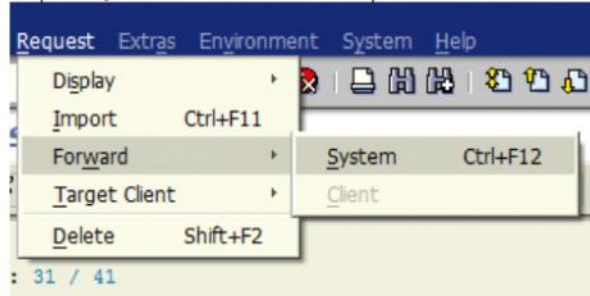 Request Extras Environment System Help
Display
Import Ctrl+F11
Forward
System Ctrl+F12
Target Client
Client
Delete Shift+F2
: 31 / 41